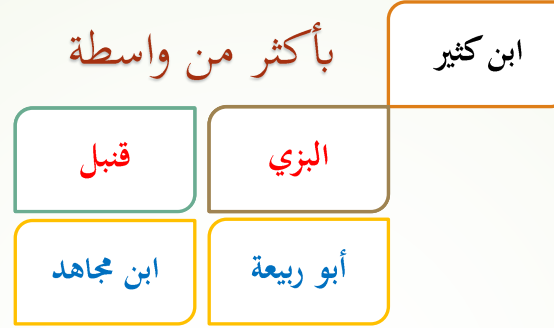 ابن كثير
بأكثر من واسطة
البزي
قنبل
أبو ربيعة
ابن مجاهد